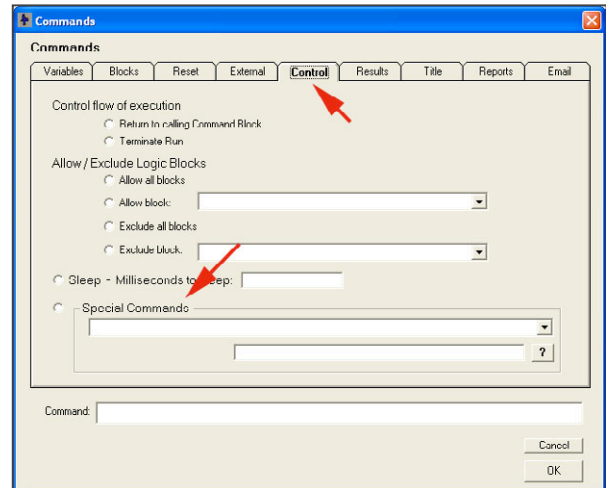 Commands
Commands
Variables Blocks Reset External Control Results Title Reports Email
Control flow of execution
Return to calling Command Block
Terminate Run
Allow / Exclude Logic Blocks
Allow all blocks
Allow block:
Exclude all blocks
Exclude block:
Sleep - Milliseconds to sleep:
Special Commands
?
Command:
Cancel
OK